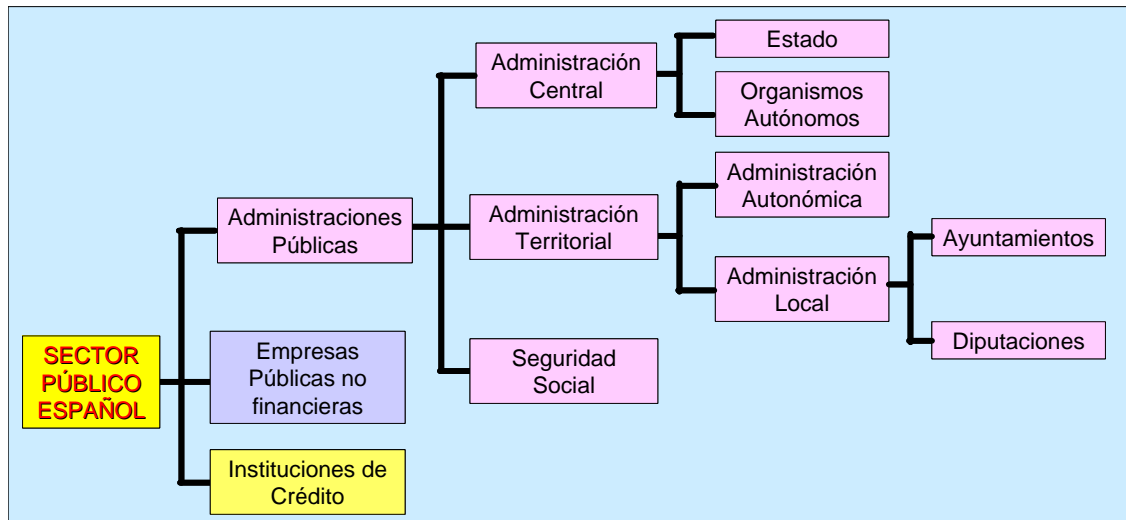 Estado
Administración
Central
Organismos
Autónomos
Administración
Autonómica
Administraciones
Públicas
Administración
Territorial
Ayuntamientos
Administración
Local
Diputaciones
SECTOR
PÚBLICO
ESPAÑOL
Empresas
Públicas no
financieras
Seguridad
Social
Instituciones de
Crédito